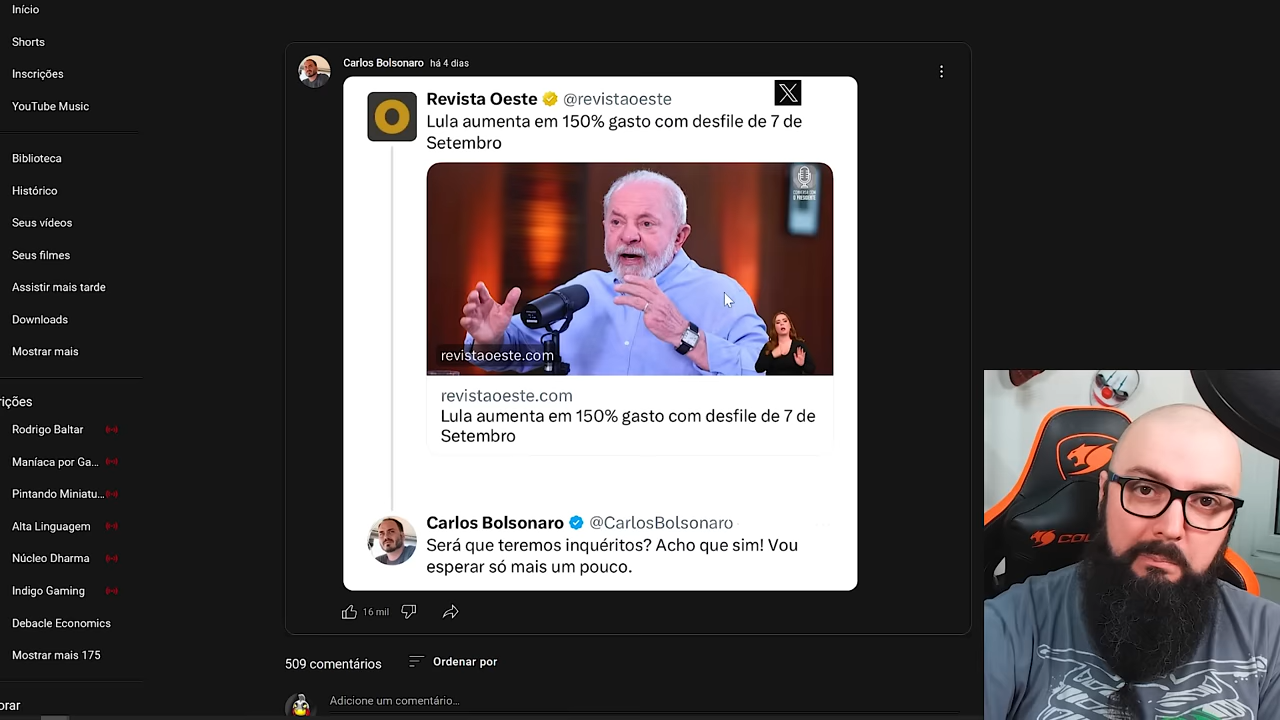 Início
Shorts
Inscrições
YouTube Music
Biblioteca
Histórico
Seus vídeos
Seus filmes
Assistir mais tarde
Downloads
Mostrar mais
rições
Rodrigo Baltar
Maníaca por Ga...
Pintando Miniatu...
Alta Linguagem
Núcleo Dharma
Indigo Gaming
Debacle Economics
Mostrar mais 175
orar
Carlos Bolsonaro há 4 dias
Revista Oeste @revistaoeste
Lula aumenta em 150% gasto com desfile de 7 de
Setembro
CONVERSA COM
O PRESIDENTE
revistaoeste.com
revistaoeste.com
Lula aumenta em 150% gasto com desfile de 7 de
Setembro
Carlos Bolsonaro @CarlosBolsonaro
Será que teremos inquéritos? Acho que sim! Vou
esperar só mais um pouco.
16 mil
509 comentários
Ordenar por
Adicione um comentário...
COU